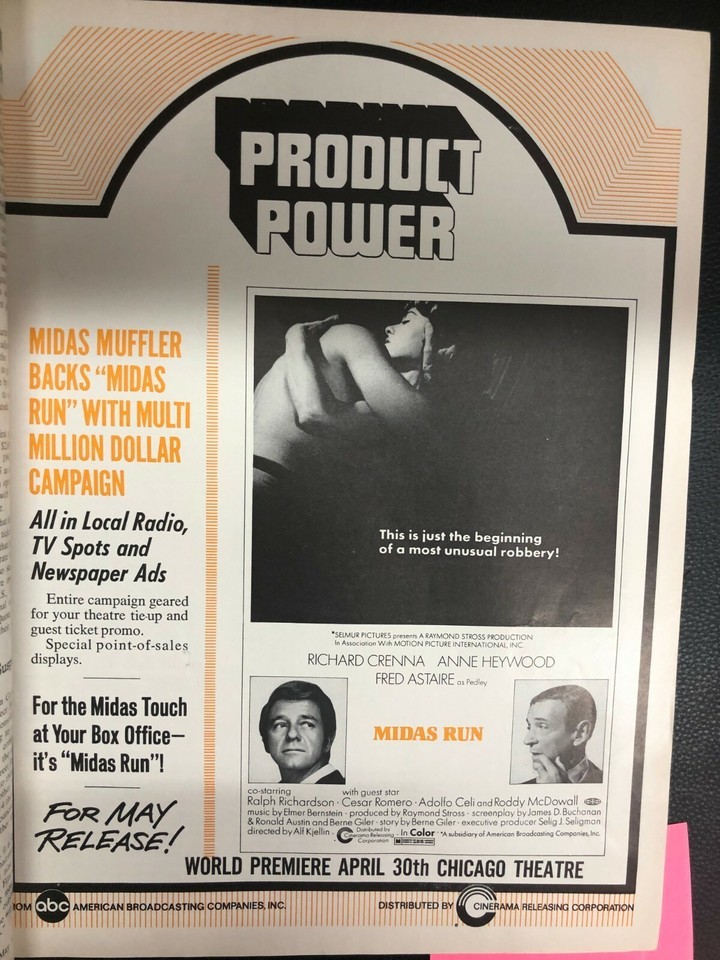 PRODUCT
POWER
MIDAS MUFFLER
BACKS "MIDAS
RUN" WITH MULTI
MILLION DOLLAR
CAMPAIGN
All in Local Radio,
TV Spots and
Newspaper Ads
Entire campaign geared
for your theatre tie-up and
guest ticket promo.
Special point-of-sales
displays.
For the Midas Touch
at Your Box Office—
it's "Midas Run"!
FOR MAY
RELEASE!
This is just the beginning
of a most unusual robbery!
*SELMUR PICTURES presents A RAYMOND STROSS PRODUCTION
In Association With MOTION PICTURE INTERNATIONAL, INC.
RICHARD CRENNA ANNE HEYWOOD
FRED ASTAIRE as Pedley
MIDAS RUN
co-starring with guest star
Ralph Richardson · Cesar Romero · Adolfo Celi and Roddy McDowall
music by Elmer Bernstein · produced by Raymond Stross · screenplay by James D. Buchanan
& Ronald Austin and Berne Giler · story by Berne Giler · executive producer Selig J. Seligman
directed by Alf Kjellin · Distributed by Cinerama Releasing Corporation · In Color · *A subsidiary of American Broadcasting Companies, Inc.
WORLD PREMIERE APRIL 30th CHICAGO THEATRE
abc AMERICAN BROADCASTING COMPANIES, INC.
DISTRIBUTED BY CINERAMA RELEASING CORPORATION